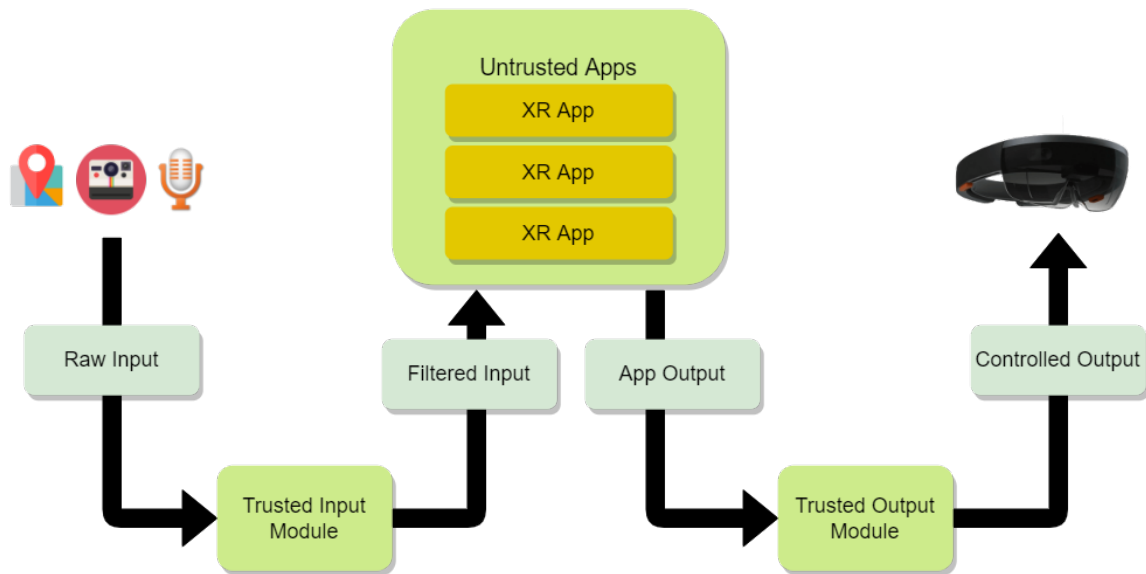 Untrusted Apps
XR App
XR App
XR App
Raw Input
Filtered Input
App Output
Controlled Output
Trusted Input
Module
Trusted Output
Module